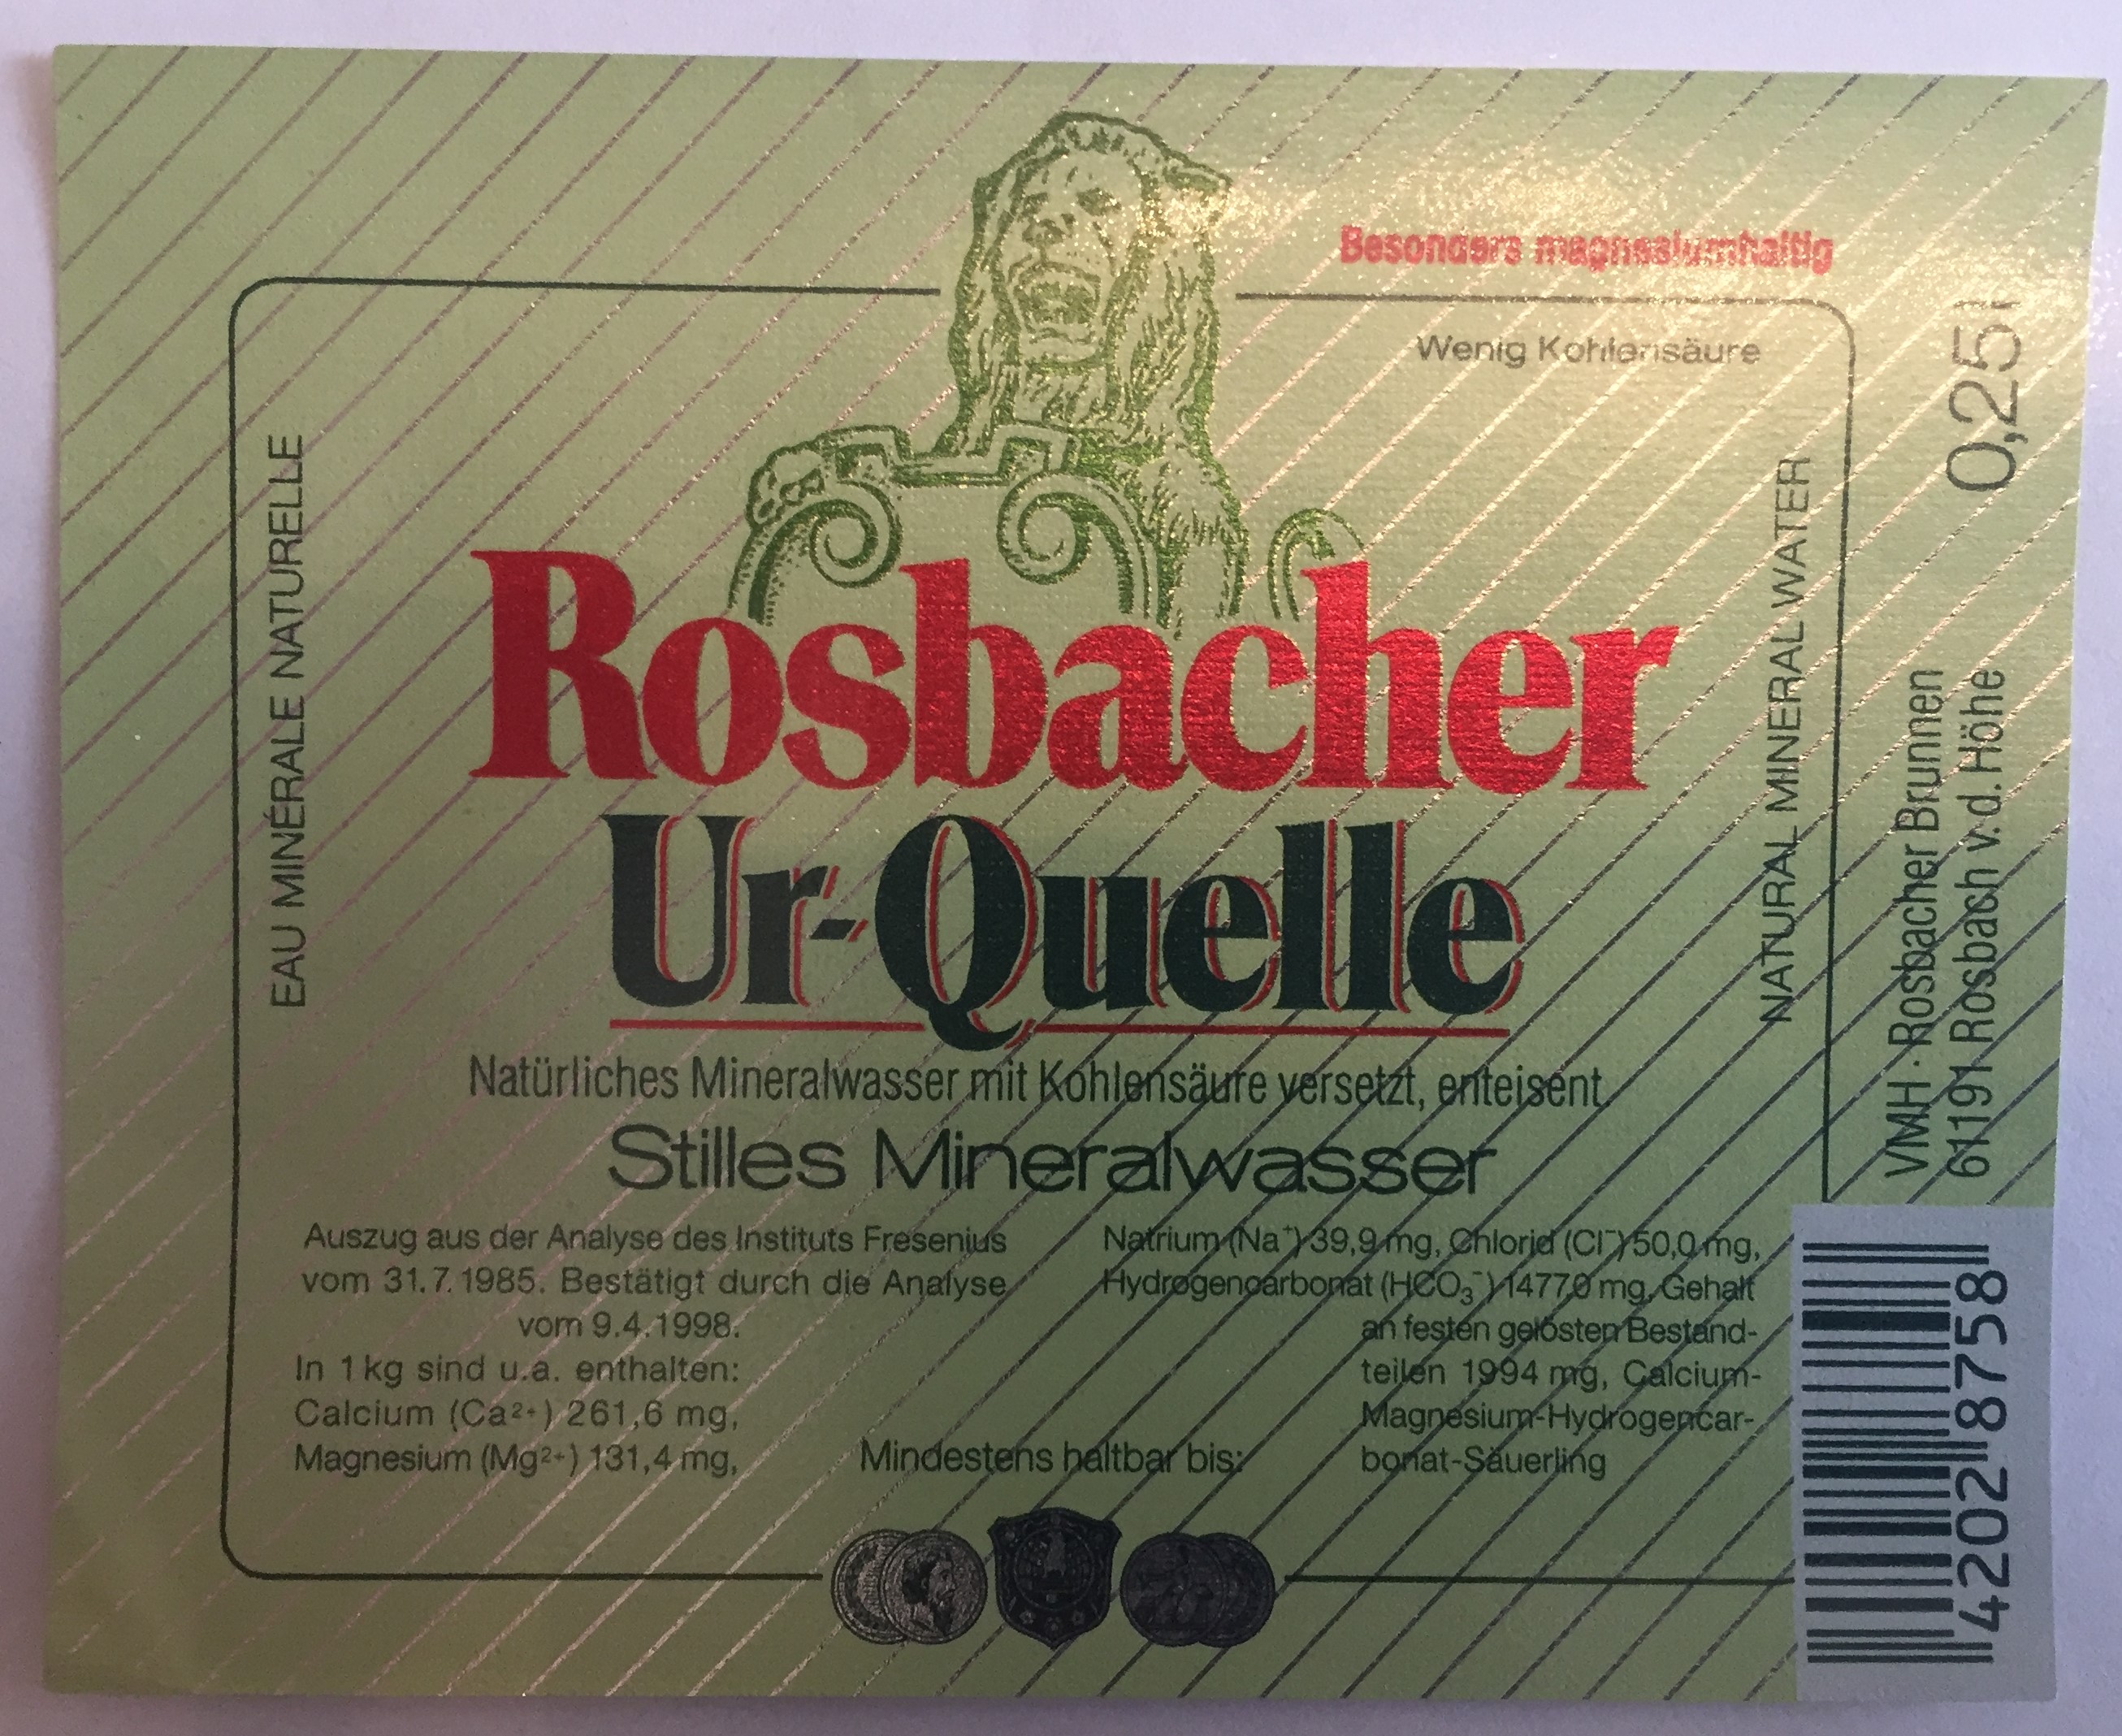 Besonders magnesiumhaltig
Wenig Kohlensäure
0,25 l
EAU MINÉRALE NATURELLE
NATURAL MINERAL WATER
VMH · Rosbacher Brunnen
61191 Rosbach v. d. Höhe
Rosbacher
Ur-Quelle
Natürliches Mineralwasser mit Kohlensäure versetzt, enteisent.
Stilles Mineralwasser
Auszug aus der Analyse des Instituts Fresenius
vom 31.7.1985. Bestätigt durch die Analyse
vom 9.4.1998.
In 1 kg sind u.a. enthalten:
Calcium (Ca²⁺) 261,6 mg,
Magnesium (Mg²⁺) 131,4 mg,
Mindestens haltbar bis:
Natrium (Na⁺) 39,9 mg, Chlorid (Cl⁻) 50,0 mg,
Hydrogencarbonat (HCO₃⁻) 1477,0 mg, Gehalt
an festen gelösten Bestand-
teilen 1994 mg, Calcium-
Magnesium-Hydrogencar-
bonat-Säuerling
4202 8758